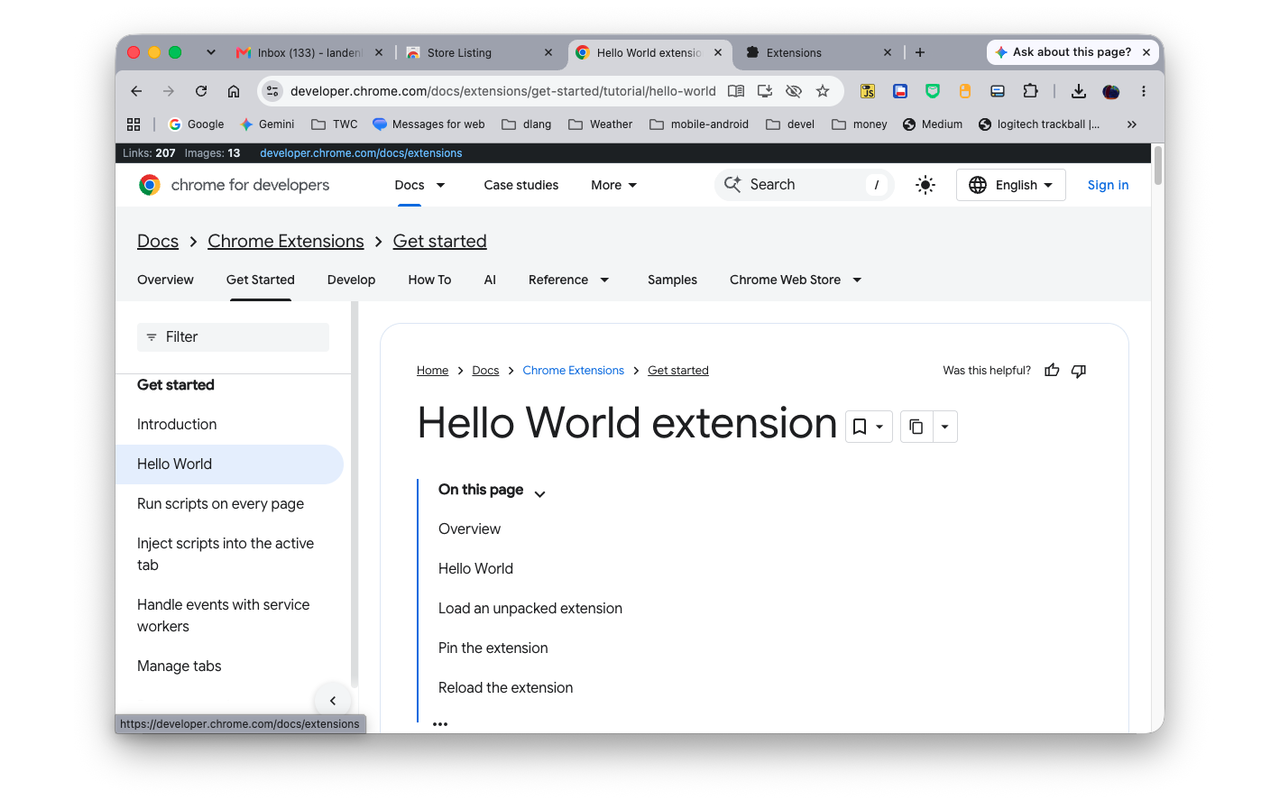 Inbox (133) - landen
Store Listing
Hello World extensio
Extensions
Ask about this page?
developer.chrome.com/docs/extensions/get-started/tutorial/hello-world
JS
Google
Gemini
TWC
Messages for web
dlang
Weather
mobile-android
devel
money
Medium
logitech trackball |...
Links: 207 Images: 13 developer.chrome.com/docs/extensions
chrome for developers
Docs
Case studies
More
Search
/
English
Sign in
Docs > Chrome Extensions > Get started
Overview
Get Started
Develop
How To
AI
Reference
Samples
Chrome Web Store
Filter
Get started
Introduction
Hello World
Run scripts on every page
Inject scripts into the active
tab
Handle events with service
workers
Manage tabs
https://developer.chrome.com/docs/extensions
Home > Docs > Chrome Extensions > Get started
Was this helpful?
Hello World extension
On this page
Overview
Hello World
Load an unpacked extension
Pin the extension
Reload the extension
•••